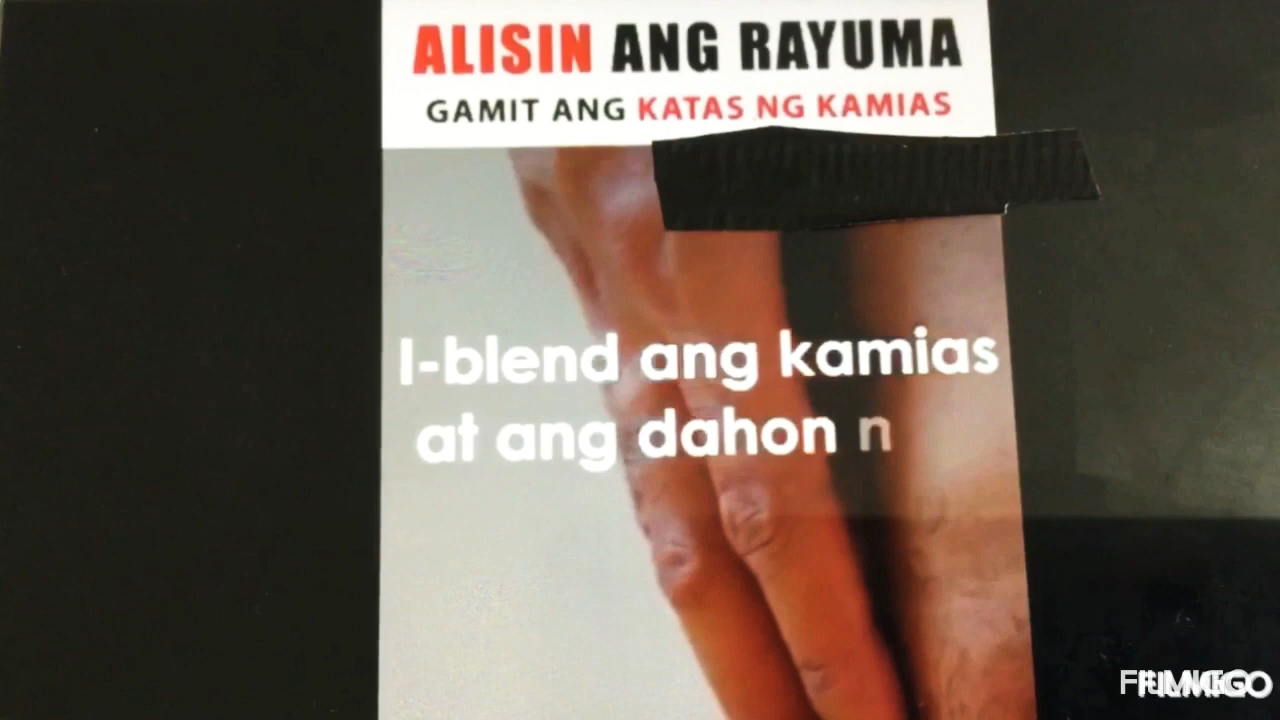 ALISIN ANG RAYUMA
GAMIT ANG KATAS NG KAMIAS
I-blend ang kamias
at ang dahon n
FILMIGO